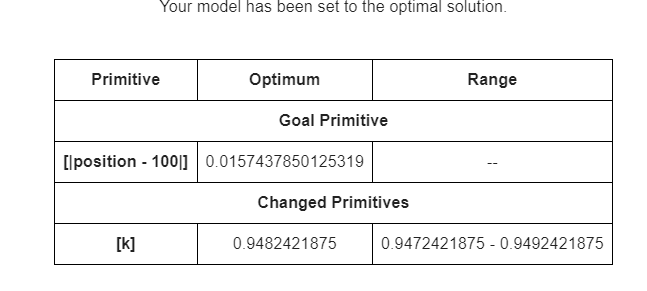 Your model has been set to the optimal solution.
Primitive Optimum Range
Goal Primitive
[|position - 100|] 0.0157437850125319 --
Changed Primitives
[k] 0.9482421875 0.9472421875 - 0.9492421875